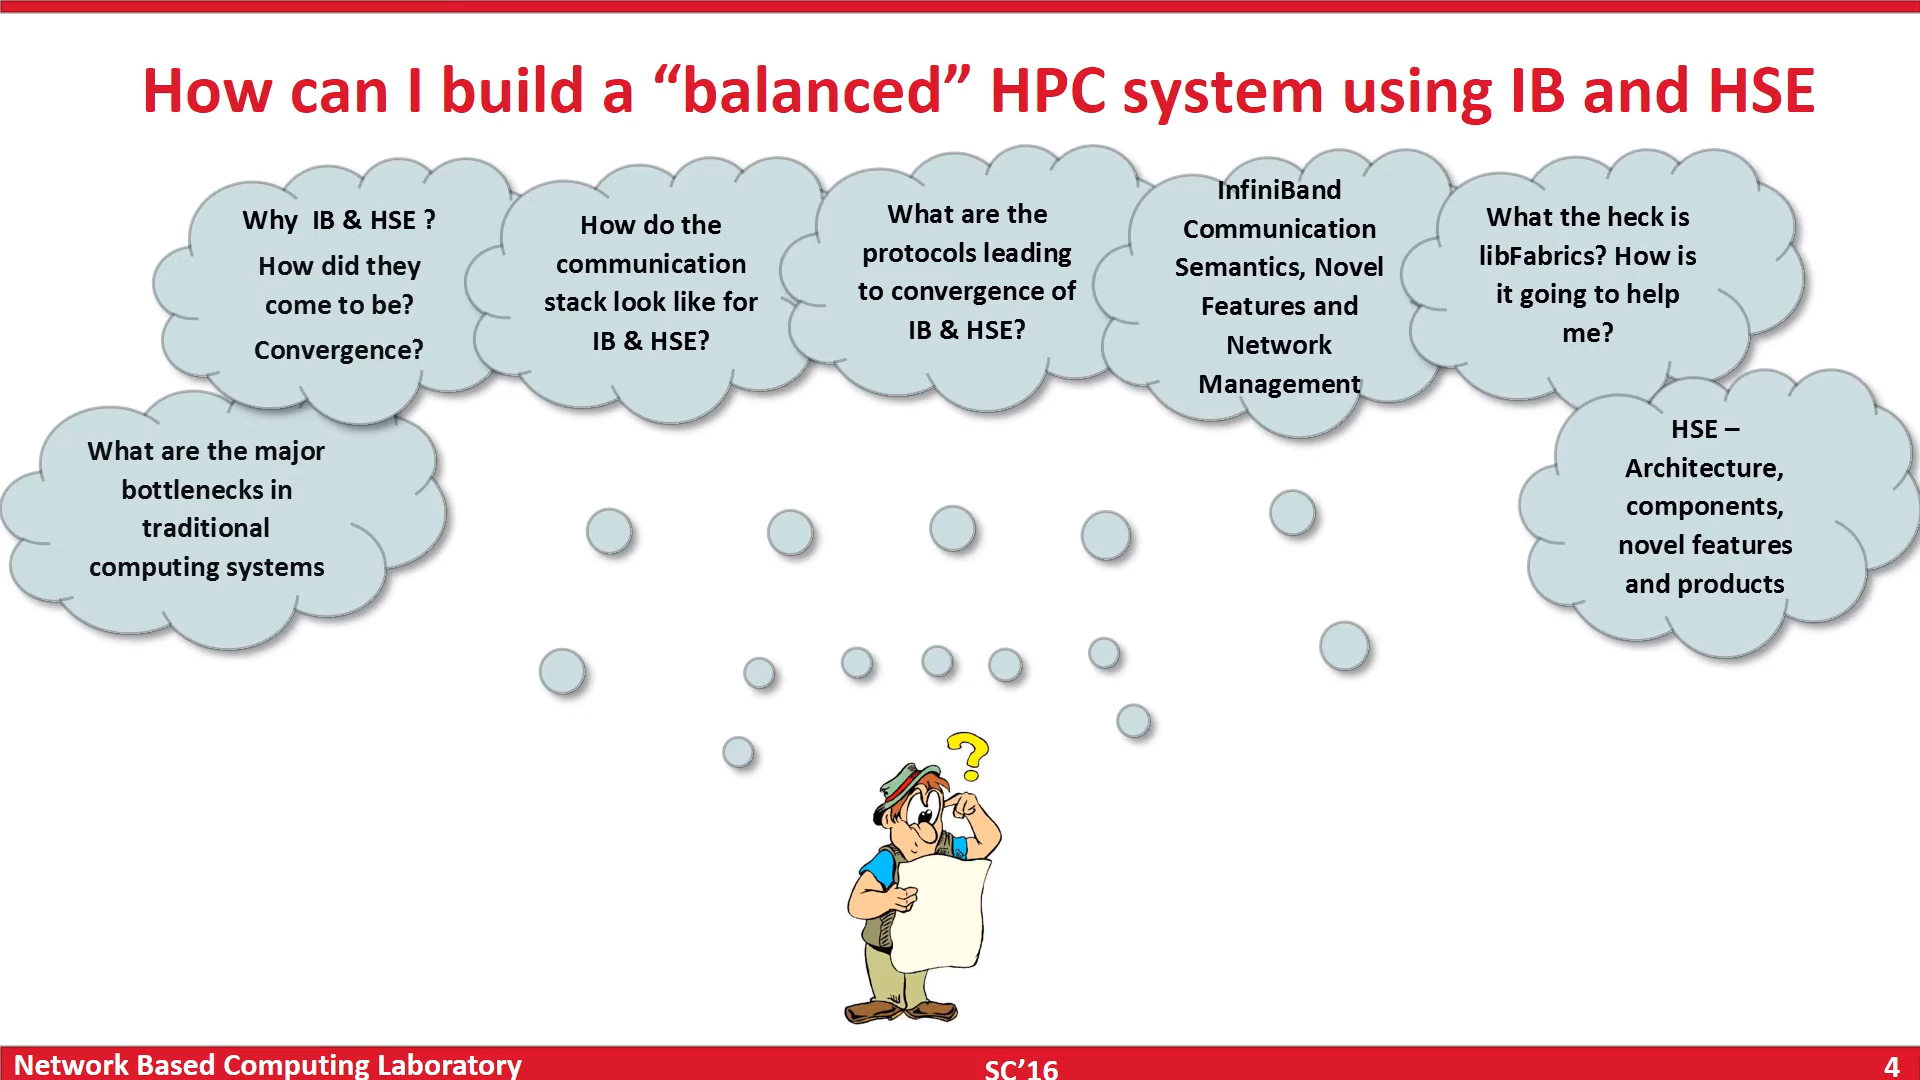 How can I build a “balanced” HPC system using IB and HSE
Why  IB & HSE ?
How did they
come to be?
Convergence?
How do the
communication
stack look like for
IB & HSE?
What are the
protocols leading
to convergence of
IB & HSE?
InfiniBand
Communication
Semantics, Novel
Features and
Network
Management
What the heck is
libFabrics? How is
it going to help
me?
What are the major
bottlenecks in
traditional
computing systems
HSE –
Architecture,
components,
novel features
and products
?
Network Based Computing Laboratory
SC’16
4